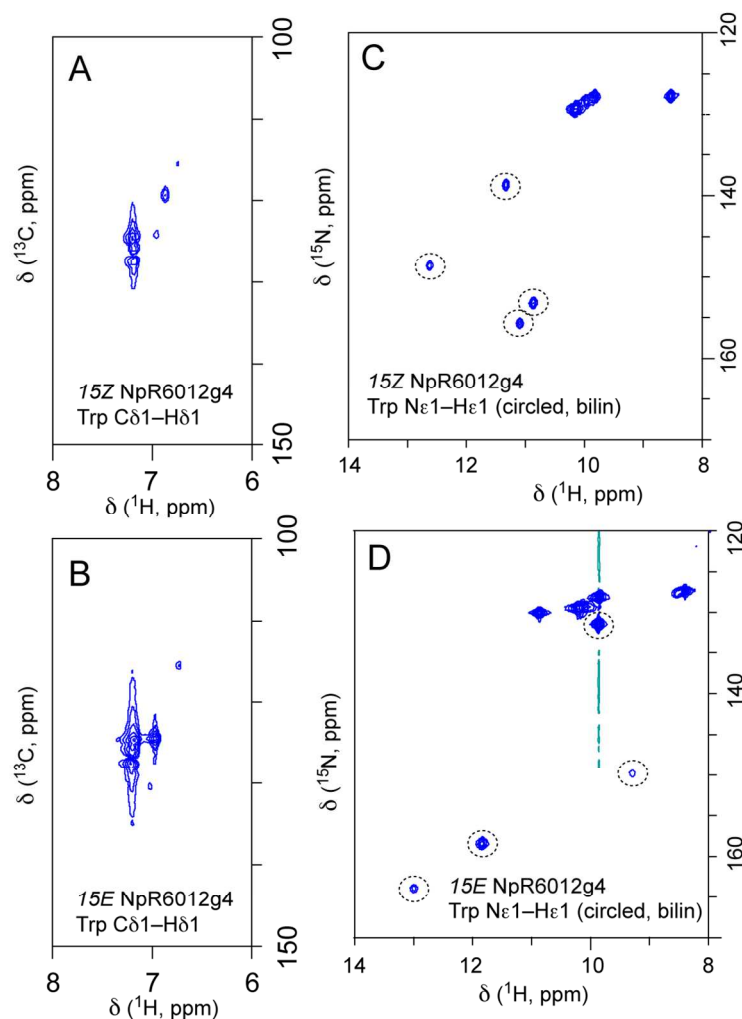 A
100
150
8
7
6
δ (¹³C, ppm)
δ (¹H, ppm)
15Z NpR6012g4
Trp Cδ1–Hδ1
C
120
140
160
14
12
10
8
δ (¹⁵N, ppm)
δ (¹H, ppm)
15Z NpR6012g4
Trp Nε1–Hε1 (circled, bilin)
B
100
150
8
7
6
δ (¹³C, ppm)
δ (¹H, ppm)
15E NpR6012g4
Trp Cδ1–Hδ1
D
120
140
160
14
12
10
8
δ (¹⁵N, ppm)
δ (¹H, ppm)
15E NpR6012g4
Trp Nε1–Hε1 (circled, bilin)